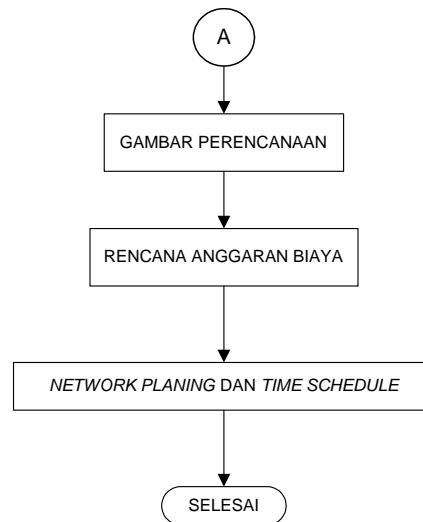 A
GAMBAR PERENCANAAN
RENCANA ANGGARAN BIAYA
NETWORK PLANING DAN TIME SCHEDULE
SELESAI